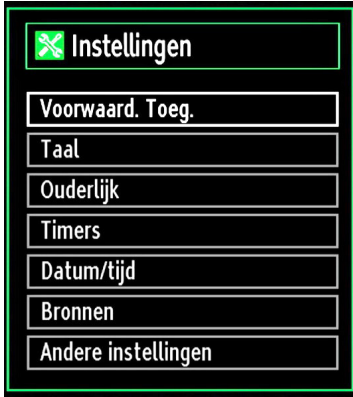 Instellingen
Voorwaard. Toeg.
Taal
Ouderlijk
Timers
Datum/tijd
Bronnen
Andere instellingen